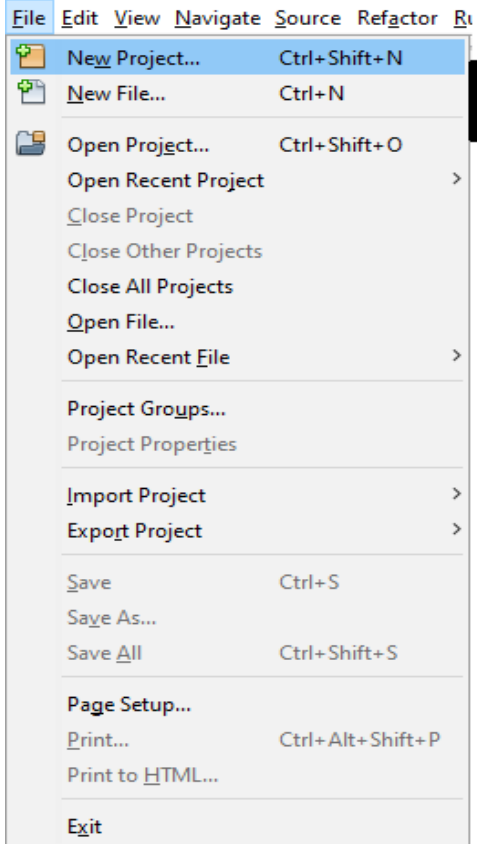 File Edit View Navigate Source Refactor
New Project... Ctrl+Shift+N
New File... Ctrl+N
Open Project... Ctrl+Shift+O
Open Recent Project >
Close Project
Close Other Projects
Close All Projects
Open File...
Open Recent File >
Project Groups...
Project Properties
Import Project >
Export Project >
Save Ctrl+S
Save As...
Save All Ctrl+Shift+S
Page Setup...
Print... Ctrl+Alt+Shift+P
Print to HTML...
Exit